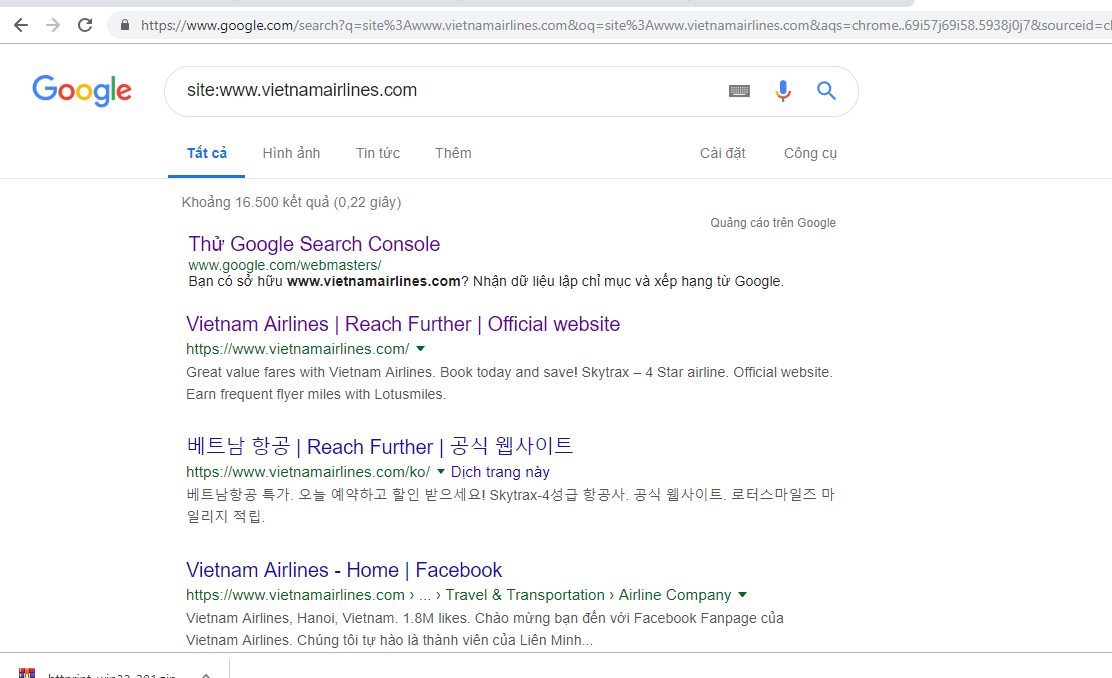 https://www.google.com/search?q=site%3Awww.vietnamairlines.com&oq=site%3Awww.vietnamairlines.com&aqs=chrome..69i57j69i58.5938j0j7&sourceid=c
Google
site:www.vietnamairlines.com
Tất cả Hình ảnh Tin tức Thêm Cài đặt Công cụ
Khoảng 16.500 kết quả (0,22 giây)
Quảng cáo trên Google
Thử Google Search Console
www.google.com/webmasters/
Bạn có sở hữu www.vietnamairlines.com? Nhận dữ liệu lập chỉ mục và xếp hạng từ Google.
Vietnam Airlines | Reach Further | Official website
https://www.vietnamairlines.com/
Great value fares with Vietnam Airlines. Book today and save! Skytrax – 4 Star airline. Official website.
Earn frequent flyer miles with Lotusmiles.
베트남 항공 | Reach Further | 공식 웹사이트
https://www.vietnamairlines.com/ko/ Dịch trang này
베트남항공 특가. 오늘 예약하고 할인 받으세요! Skytrax-4성급 항공사. 공식 웹사이트. 로터스마일즈 마
일리지 적립.
Vietnam Airlines - Home | Facebook
https://www.vietnamairlines.com › ... › Travel & Transportation › Airline Company
Vietnam Airlines, Hanoi, Vietnam. 1.8M likes. Chào mừng bạn đến với Facebook Fanpage của
Vietnam Airlines. Chúng tôi tự hào là thành viên của Liên Minh...